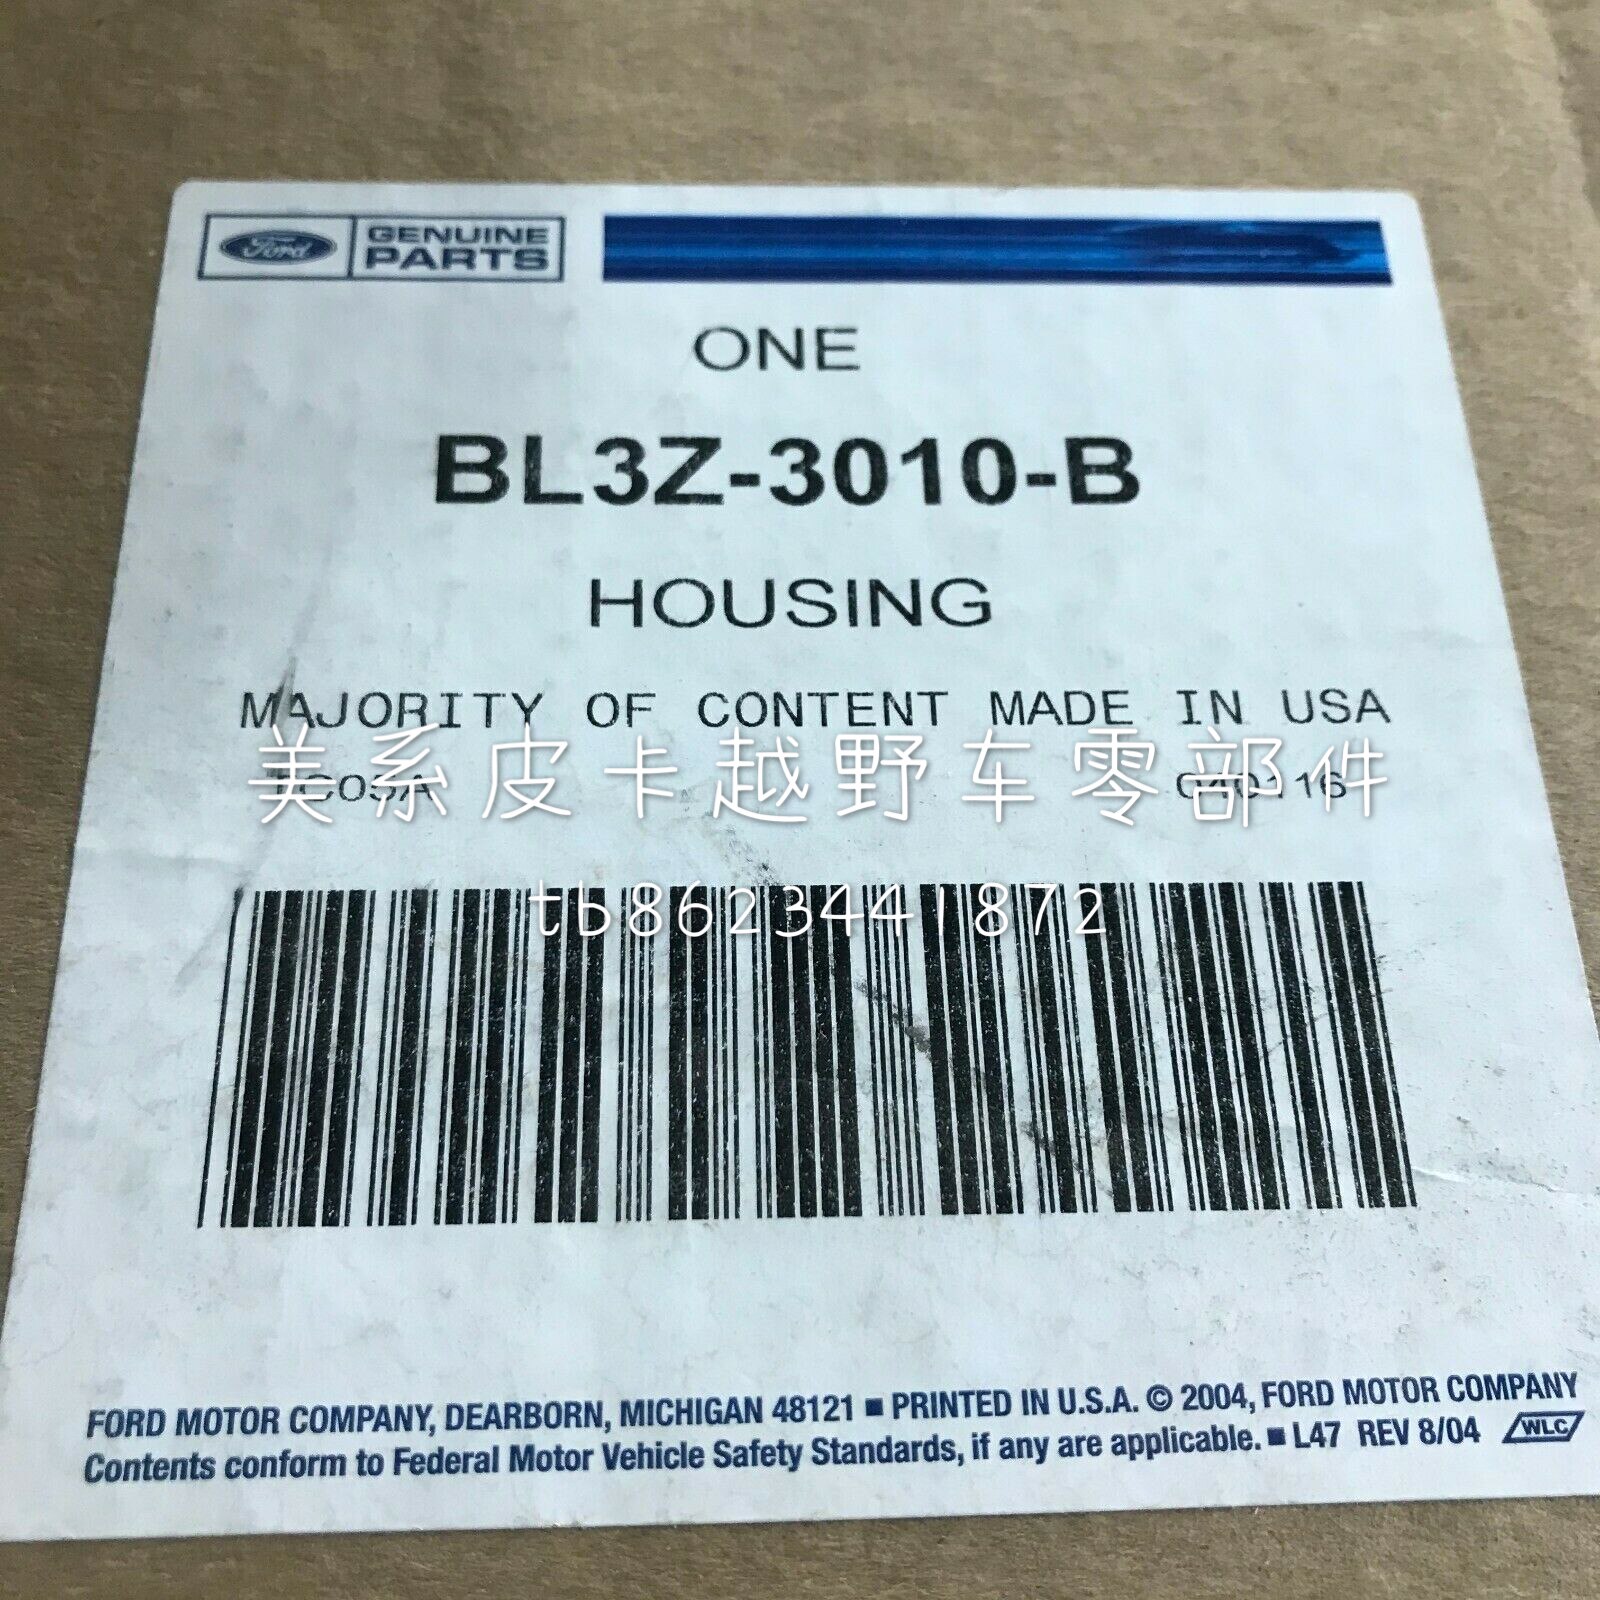 Ford GENUINE PARTS
ONE
BL3Z-3010-B
HOUSING
MAJORITY OF CONTENT MADE IN USA
美系皮卡越野车零部件
040116
tb8623441872
FORD MOTOR COMPANY, DEARBORN, MICHIGAN 48121 ■ PRINTED IN U.S.A. © 2004, FORD MOTOR COMPANY
Contents conform to Federal Motor Vehicle Safety Standards, if any are applicable. ■ L47 REV 8/04 WLC